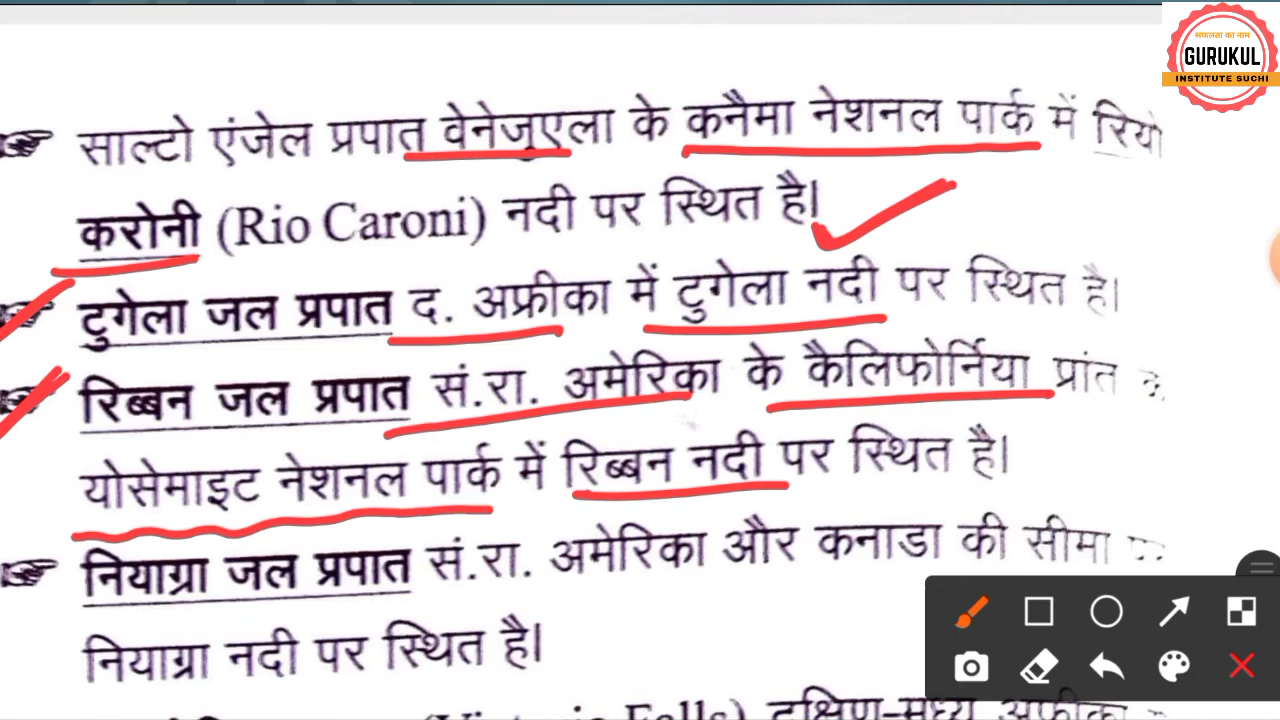 सफलता का नाम
GURUKUL
INSTITUTE SUCHI
साल्टो एंजेल प्रपात वेनेजुएला के कनैमा नेशनल पार्क में रियो
करोनी (Rio Caroni) नदी पर स्थित है।
टुगेला जल प्रपात द. अफ्रीका में टुगेला नदी पर स्थित है।
रिब्बन जल प्रपात सं.रा. अमेरिका के कैलिफोर्निया प्रांत
योसेमाइट नेशनल पार्क में रिब्बन नदी पर स्थित है।
नियाग्रा जल प्रपात सं.रा. अमेरिका और कनाडा की सीमा
नियाग्रा नदी पर स्थित है।